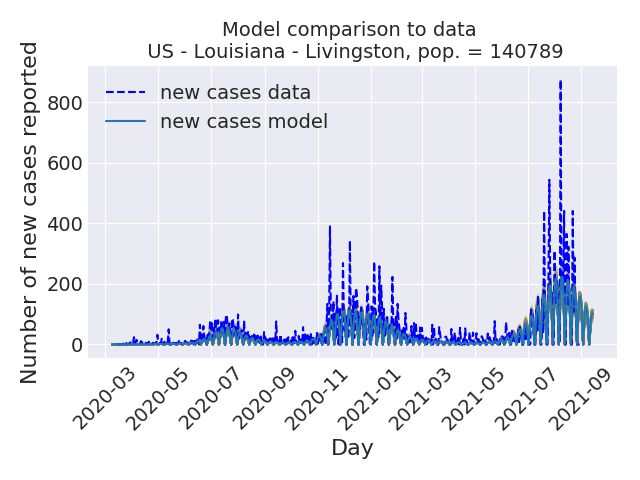 Model comparison to data
US - Louisiana - Livingston, pop. = 140789
Number of new cases reported
800
600
400
200
0
new cases data
new cases model
2020-03
2020-05
2020-07
2020-09
2020-11
2021-01
2021-03
2021-05
2021-07
2021-09
Day